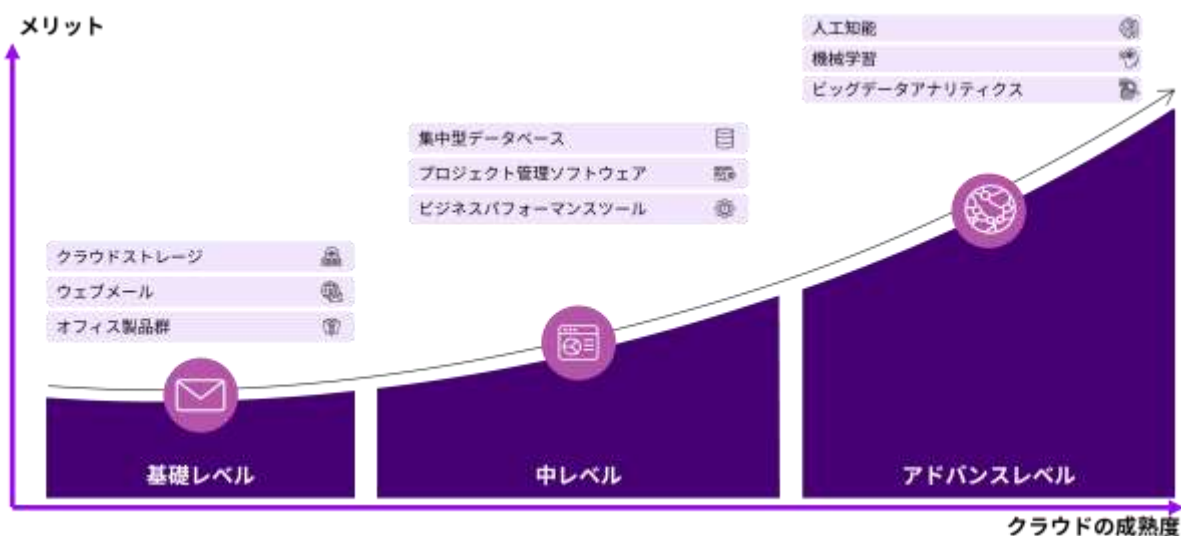 メリット
人工知能
機械学習
ビッグデータアナリティクス
集中型データベース
プロジェクト管理ソフトウェア
ビジネスパフォーマンスツール
クラウドストレージ
ウェブメール
オフィス製品群
基礎レベル
中レベル
アドバンスレベル
クラウドの成熟度